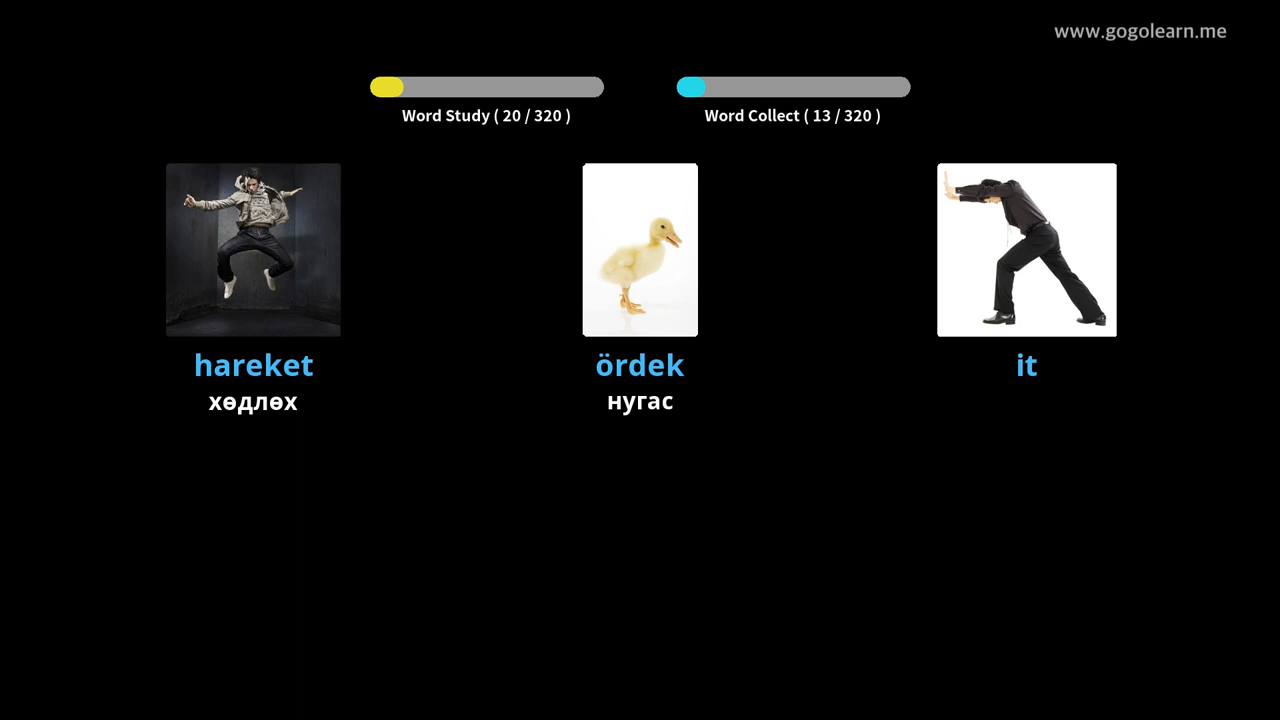 www.gogolearn.me
Word Study ( 20 / 320 )
Word Collect ( 13 / 320 )
hareket
хөдлөх
ördek
нугас
it